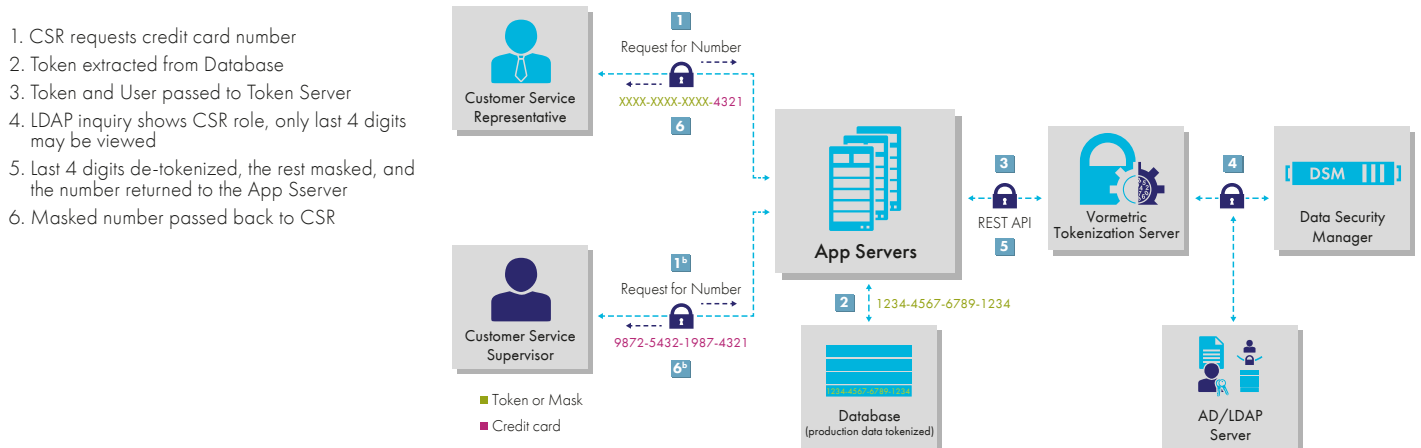 1. CSR requests credit card number
2. Token extracted from Database
3. Token and User passed to Token Server
4. LDAP inquiry shows CSR role, only last 4 digits
may be viewed
5. Last 4 digits de-tokenized, the rest masked, and
the number returned to the App Sserver
6. Masked number passed back to CSR
Customer Service
Representative
1
Request for Number
XXXX-XXXX-XXXX-4321
6
Customer Service
Supervisor
1b
Request for Number
9872-5432-1987-4321
6b
Token or Mask
Credit card
App Servers
2
1234-4567-6789-1234
1234-4567-6789-1234
Database
(production data tokenized)
3
REST API
5
Vormetric
Tokenization Server
4
DSM
Data Security
Manager
AD/LDAP
Server